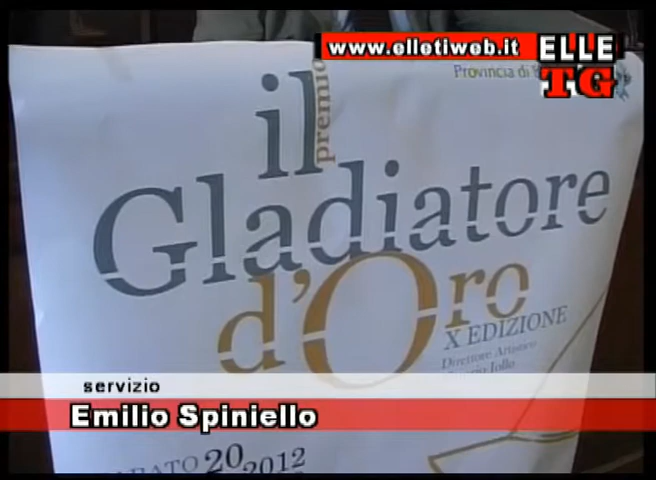 www.elletiweb.it
ELLE
TG
Provincia di
il
premio
Gladiatore
d'Oro
X EDIZIONE
Direttore Artistico
Iollo
servizio
Emilio Spiniello
20
2012